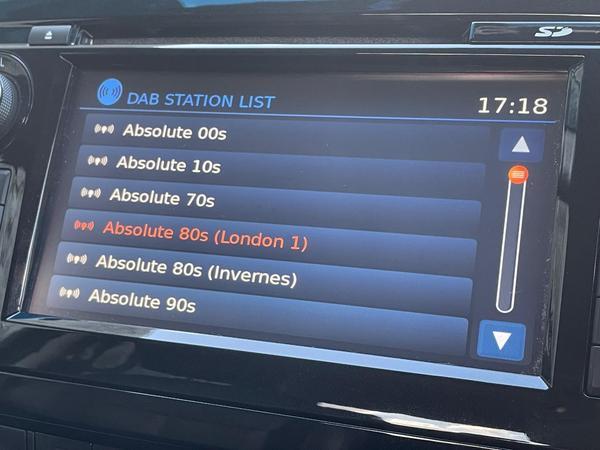 SD
DAB STATION LIST
17:18
Absolute 00s
Absolute 10s
Absolute 70s
Absolute 80s (London 1)
Absolute 80s (Invernes)
Absolute 90s